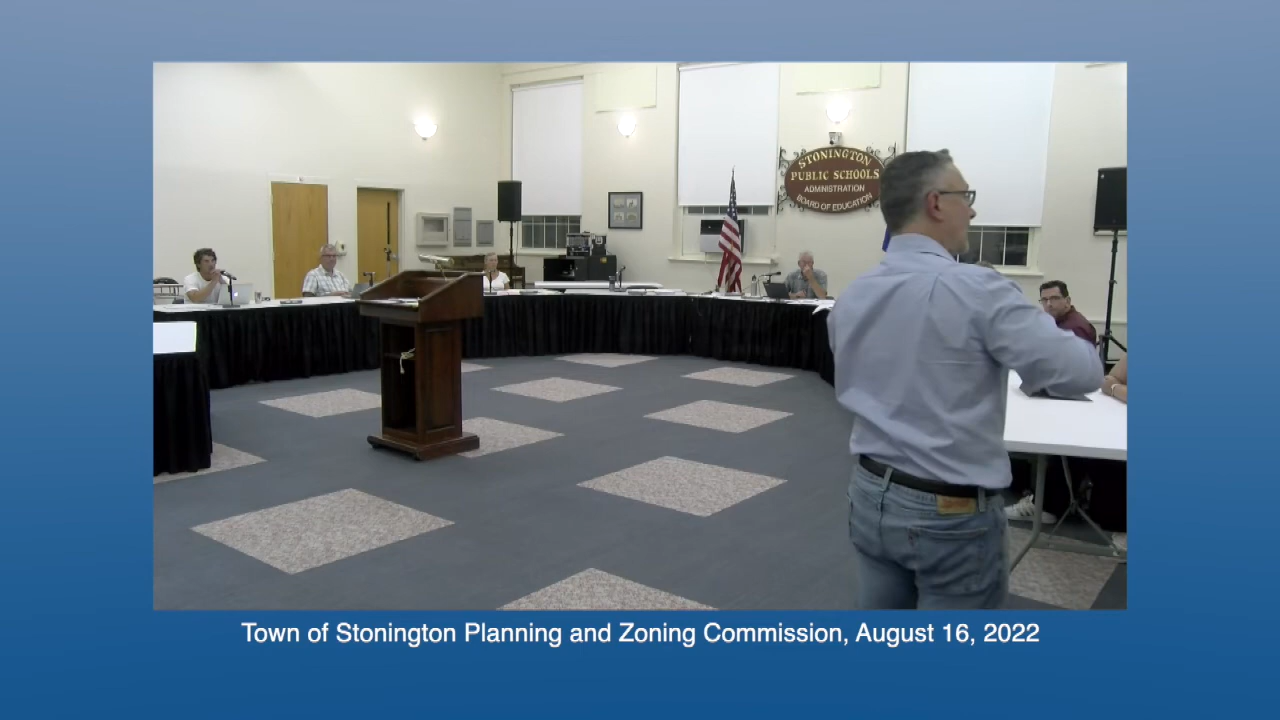 STONINGTON
PUBLIC SCHOOLS
ADMINISTRATION
BOARD OF EDUCATION
Town of Stonington Planning and Zoning Commission, August 16, 2022